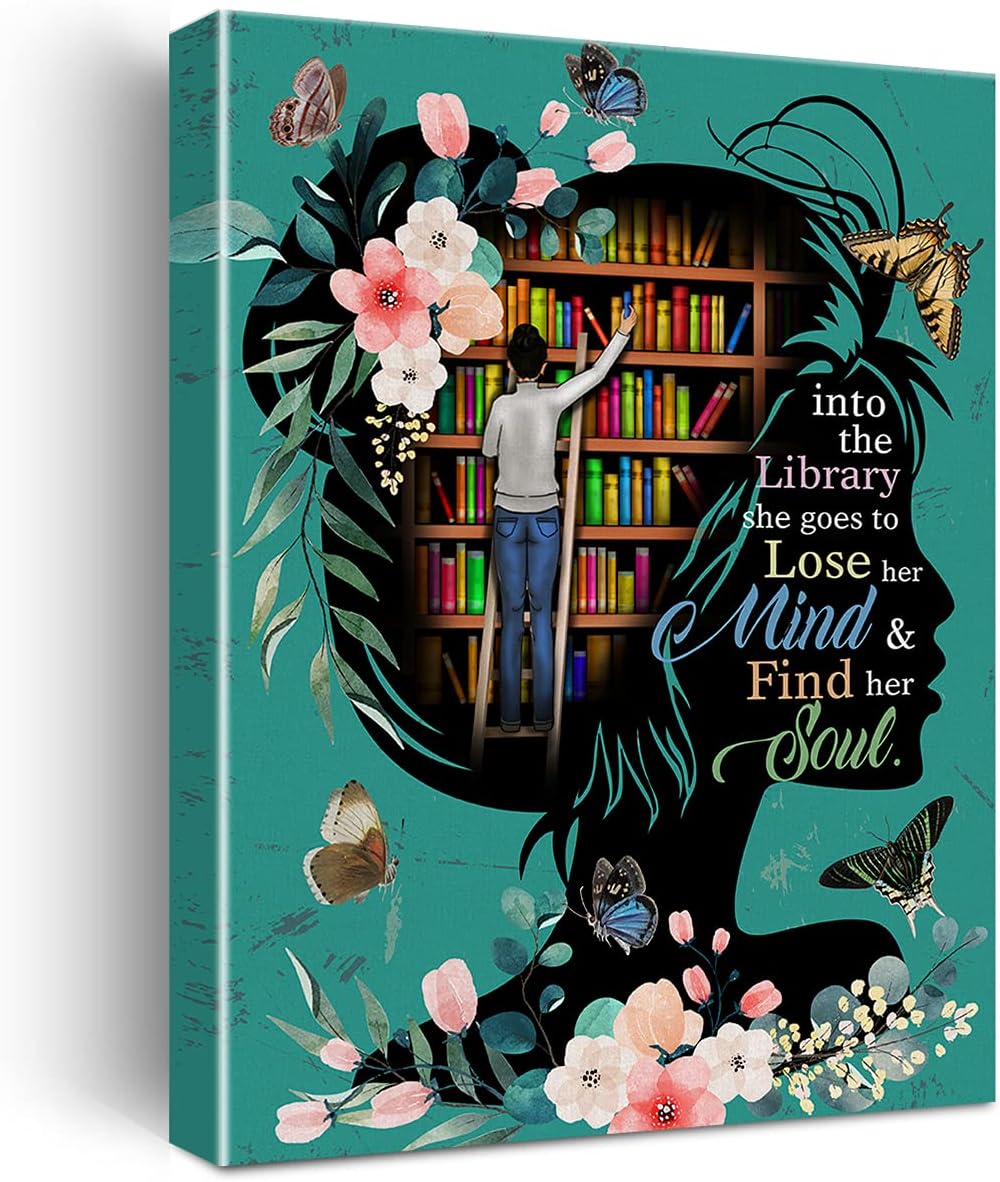 into
the
Library
she goes to
Lose her
Mind &
Find her
Soul.